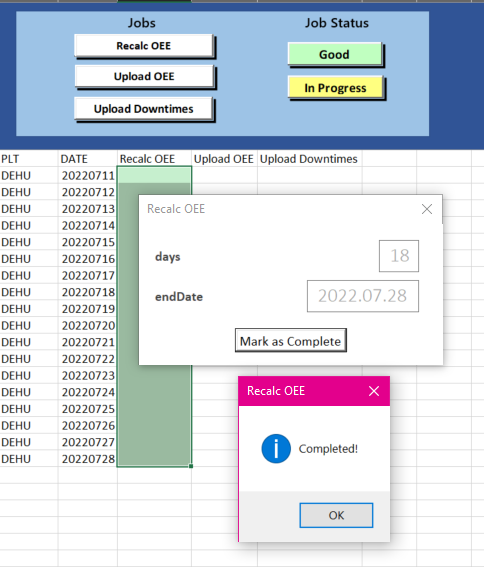 Jobs Job Status
Recalc OEE
Good
Upload OEE
In Progress
Upload Downtimes
PLT DATE Recalc OEE Upload OEE Upload Downtimes
DEHU 20220711
DEHU 20220712
DEHU 20220713
DEHU 20220714
DEHU 20220715
DEHU 20220716
DEHU 20220717
DEHU 20220718
DEHU 20220719
DEHU 20220720
DEHU 20220721
DEHU 20220722
DEHU 20220723
DEHU 20220724
DEHU 20220725
DEHU 20220726
DEHU 20220727
DEHU 20220728
Recalc OEE
days 18
endDate 2022.07.28
Mark as Complete
Recalc OEE
Completed!
OK